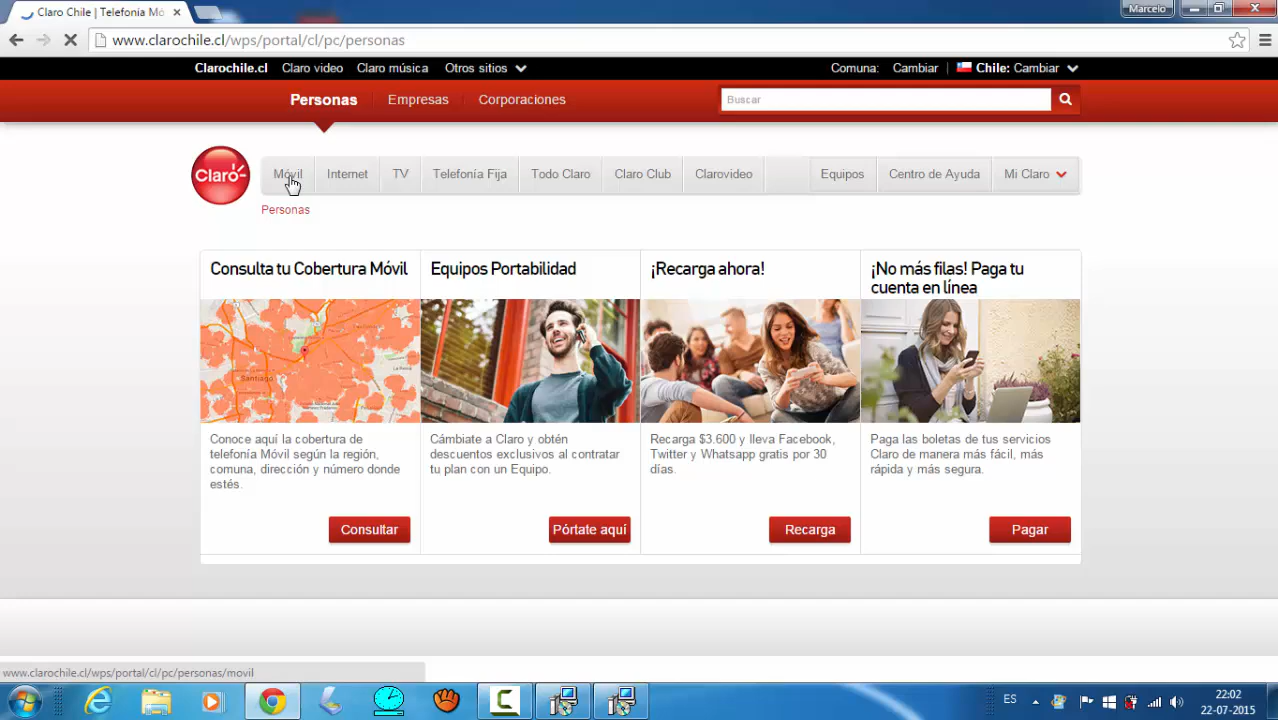 Claro Chile | Telefonía Mó
Marcelo
www.clarochile.cl/wps/portal/cl/pc/personas
Clarochile.cl Claro video Claro música Otros sitios
Comuna: Cambiar Chile: Cambiar
Personas Empresas Corporaciones
Buscar
Claro
Móvil Internet TV Telefonía Fija Todo Claro Claro Club Clarovideo Equipos Centro de Ayuda Mi Claro
Personas
Consulta tu Cobertura Móvil
Santiago
La Reina
Conoce aquí la cobertura de
telefonía Móvil según la región,
comuna, dirección y número donde
estés.
Consultar
Equipos Portabilidad
Cámbiate a Claro y obtén
descuentos exclusivos al contratar
tu plan con un Equipo.
Pórtate aquí
¡Recarga ahora!
Recarga $3.600 y lleva Facebook,
Twitter y Whatsapp gratis por 30
días.
Recarga
¡No más filas! Paga tu
cuenta en línea
Paga las boletas de tus servicios
Claro de manera más fácil, más
rápida y más segura.
Pagar
www.clarochile.cl/wps/portal/cl/pc/personas/movil
ES
22:02
22-07-2015